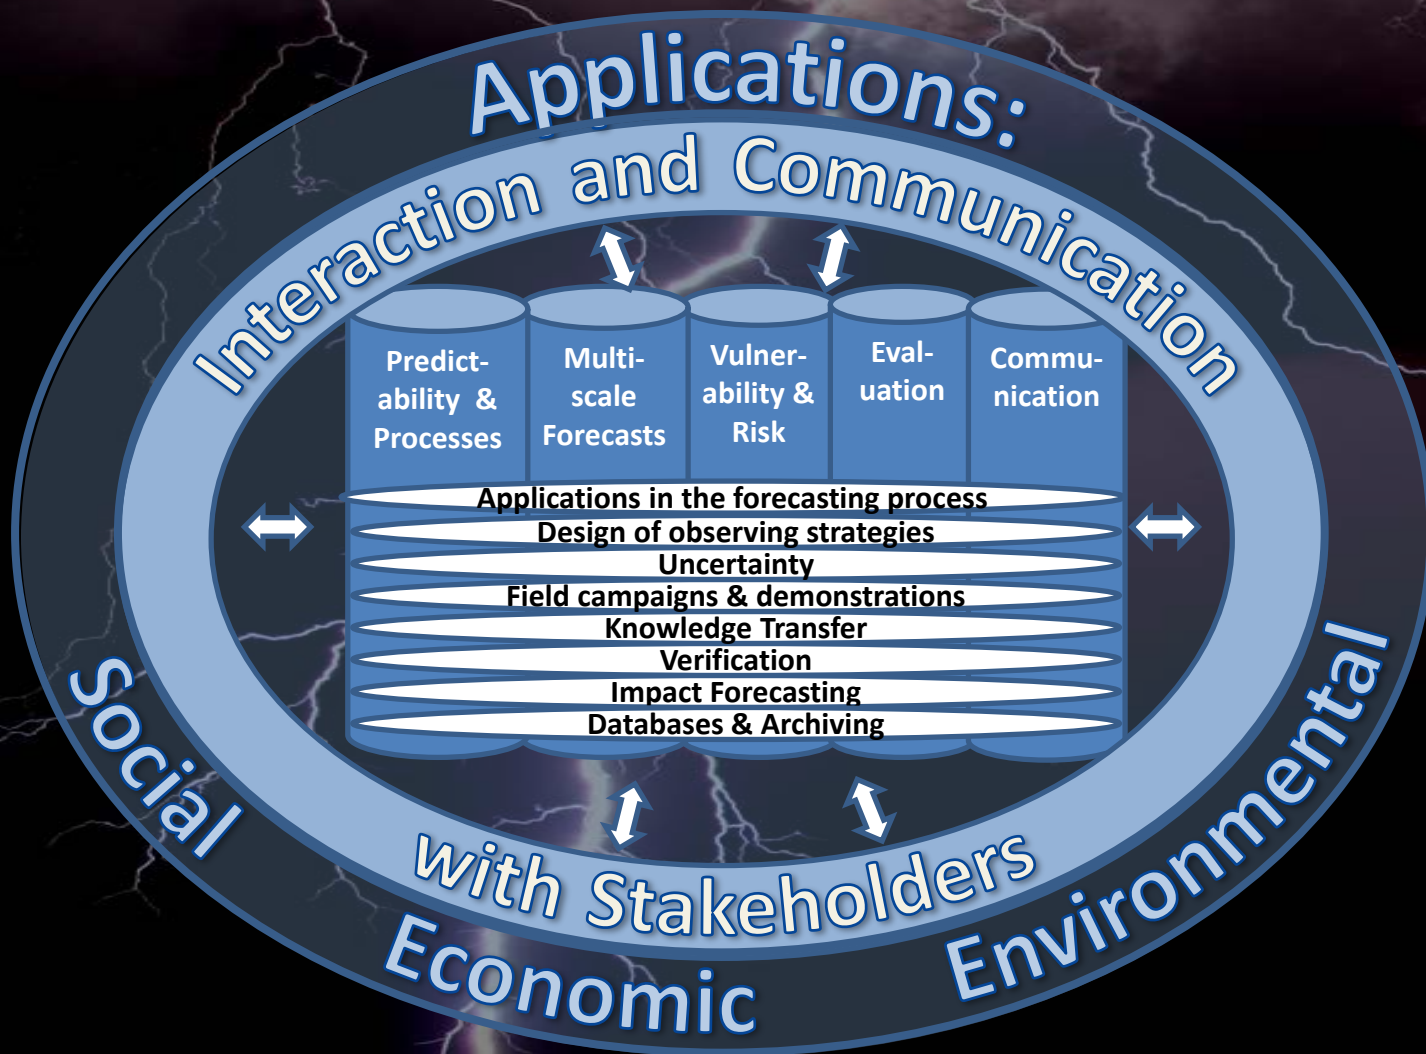 Applications:
Interaction and Communication
Predict-
ability &
Processes
Multi-
scale
Forecasts
Vulner-
ability &
Risk
Eval-
uation
Commu-
nication
Applications in the forecasting process
Design of observing strategies
Uncertainty
Field campaigns & demonstrations
Knowledge Transfer
Verification
Impact Forecasting
Databases & Archiving
with Stakeholders
Social
Economic
Environmental